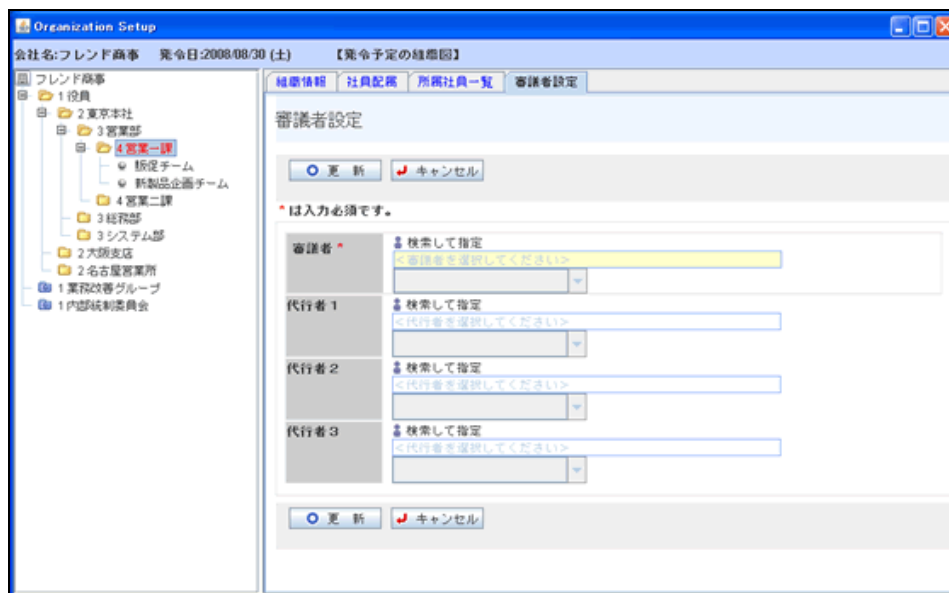 Organization Setup
会社名:フレンド商事 発令日:2008/08/30 (土) 【発令予定の組織図】
フレンド商事
1 役員
2 東京本社
3 営業部
4 営業一課
販促チーム
新製品企画チーム
4 営業二課
3 総務部
3 システム部
2 大阪支店
2 名古屋営業所
1 業務改善グループ
1 内部統制委員会
組織情報 社員配属 所属社員一覧 審議者設定
審議者設定
更 新 キャンセル
* は入力必須です。
審議者 * 検索して指定
<審議者を選択してください>
代行者 1 検索して指定
<代行者を選択してください>
代行者 2 検索して指定
<代行者を選択してください>
代行者 3 検索して指定
<代行者を選択してください>
更 新 キャンセル